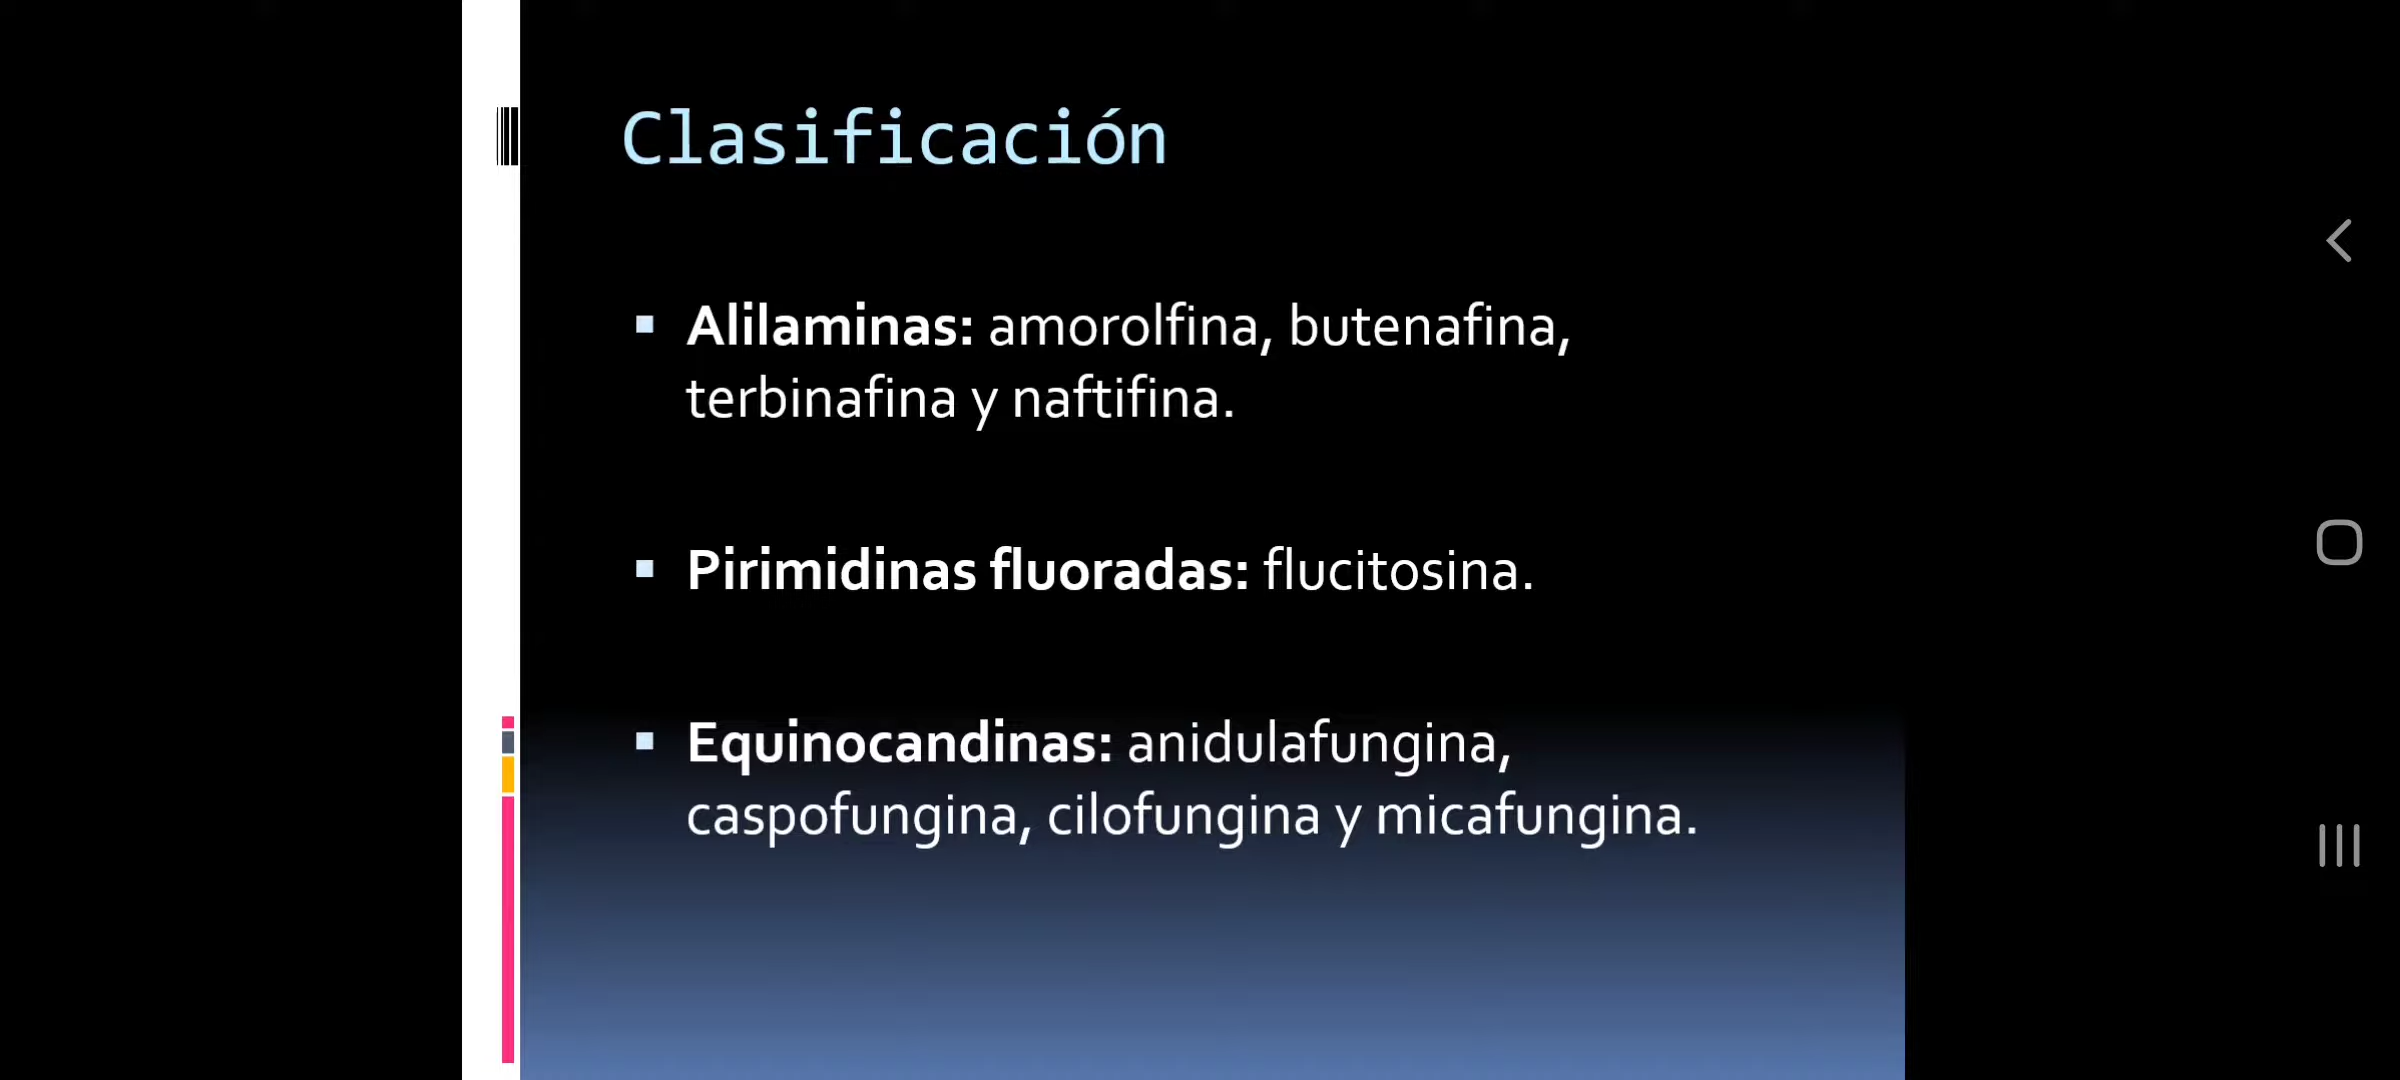 Clasificación
▪ Alilaminas: amorolfina, butenafina,
terbinafina y naftifina.
▪ Pirimidinas fluoradas: flucitosina.
▪ Equinocandinas: anidulafungina,
caspofungina, cilofungina y micafungina.